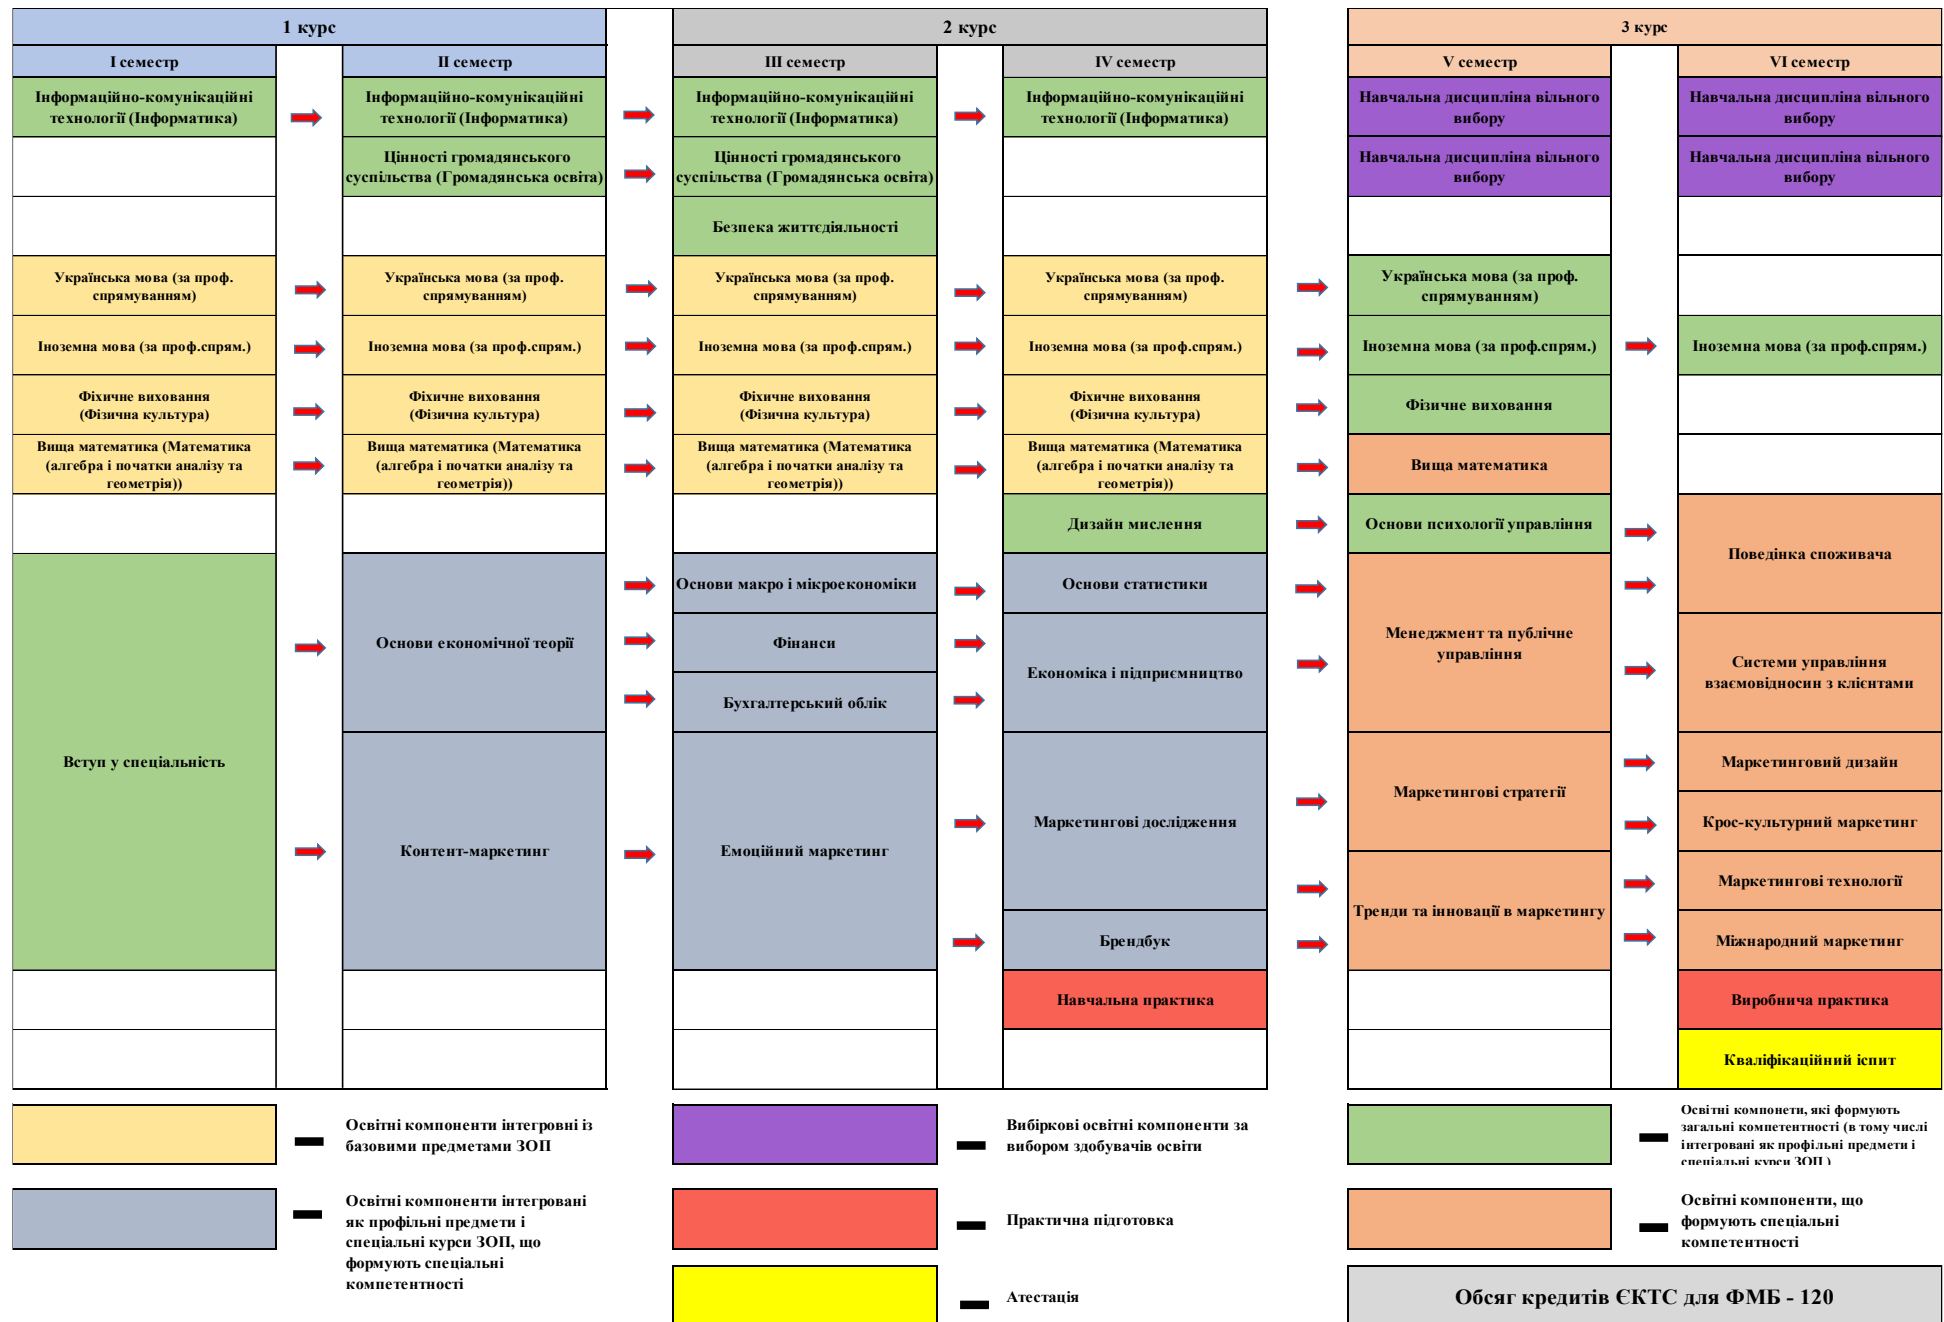 1 курс
2 курс
3 курс
I семестр
II семестр
III семестр
IV семестр
V семестр
VI семестр
Інформаційно-комунікаційні
технології (Інформатика)
Інформаційно-комунікаційні
технології (Інформатика)
Інформаційно-комунікаційні
технології (Інформатика)
Інформаційно-комунікаційні
технології (Інформатика)
Навчальна дисципліна вільного
вибору
Навчальна дисципліна вільного
вибору
Цінності громадянського
суспільства (Громадянська освіта)
Цінності громадянського
суспільства (Громадянська освіта)
Навчальна дисципліна вільного
вибору
Навчальна дисципліна вільного
вибору
Безпека життєдіяльності
Українська мова (за проф.
спрямуванням)
Українська мова (за проф.
спрямуванням)
Українська мова (за проф.
спрямуванням)
Українська мова (за проф.
спрямуванням)
Українська мова (за проф.
спрямуванням)
Іноземна мова (за проф.спрям.)
Іноземна мова (за проф.спрям.)
Іноземна мова (за проф.спрям.)
Іноземна мова (за проф.спрям.)
Іноземна мова (за проф.спрям.)
Іноземна мова (за проф.спрям.)
Фіхичне виховання
(Фізична культура)
Фіхичне виховання
(Фізична культура)
Фіхичне виховання
(Фізична культура)
Фіхичне виховання
(Фізична культура)
Фізичне виховання
Вища математика (Математика
(алгебра і початки аналізу та
геометрія))
Вища математика (Математика
(алгебра і початки аналізу та
геометрія))
Вища математика (Математика
(алгебра і початки аналізу та
геометрія))
Вища математика (Математика
(алгебра і початки аналізу та
геометрія))
Вища математика
Дизайн мислення
Основи психології управління
Поведінка споживача
Вступ у спеціальність
Основи економічної теорії
Основи макро і мікроекономіки
Основи статистики
Менеджмент та публічне
управління
Фінанси
Економіка і підприємництво
Системи управління
взаємовідносин з клієнтами
Бухгалтерський облік
Контент-маркетинг
Емоційний маркетинг
Маркетингові дослідження
Маркетингові стратегії
Маркетинговий дизайн
Крос-культурний маркетинг
Тренди та інновації в маркетингу
Маркетингові технології
Брендбук
Міжнародний маркетинг
Навчальна практика
Виробнича практика
Кваліфікаційний іспит
Освітні компоненти інтегровні із
базовими предметами ЗОП
Вибіркові освітні компоненти за
вибором здобувачів освіти
Освітні компонети, які формують
загальні компетентності (в тому числі
інтегровані як профільні предмети і
спеціальні курси ЗОП )
Освітні компоненти інтегровані
як профільні предмети і
спеціальні курси ЗОП, що
формують спеціальні
компетентності
Практична підготовка
Освітні компоненти, що
формують спеціальні
компетентності
Атестація
Обсяг кредитів ЄКТС для ФМБ - 120